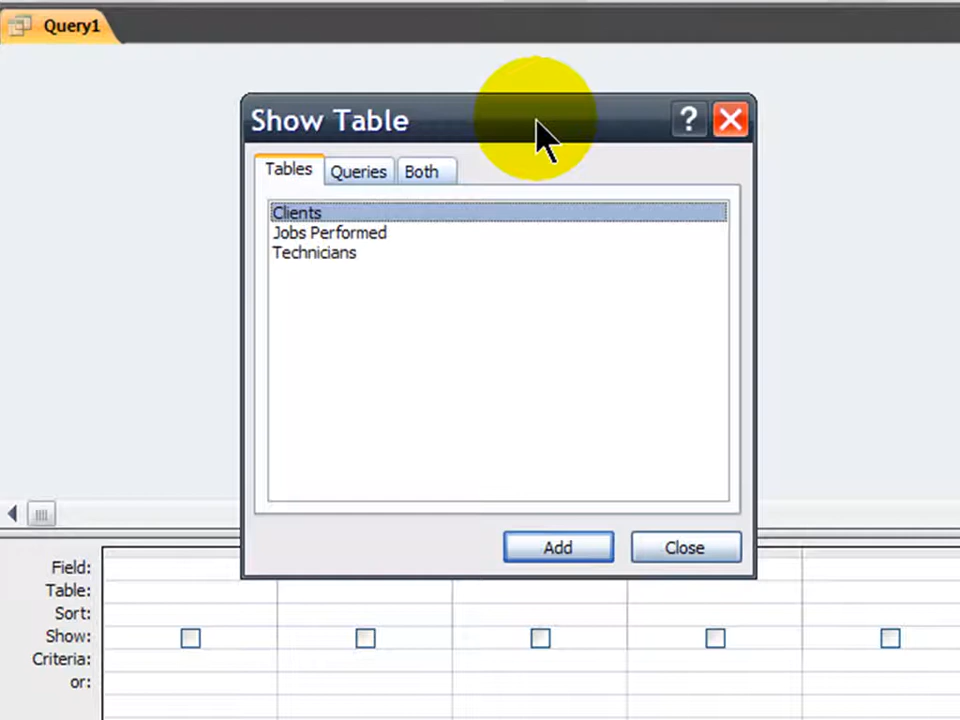 Query1
Show Table
?
Tables Queries Both
Clients
Jobs Performed
Technicians
Add Close
Field:
Table:
Sort:
Show:
Criteria:
or: